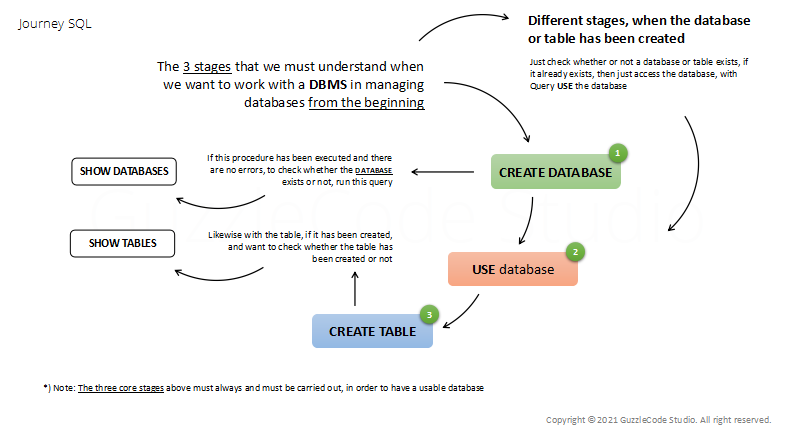 Journey SQL
Different stages, when the database
or table has been created
Just check whether or not a database or table exists, if
it already exists, then just access the database, with
Query USE the database
The 3 stages that we must understand when
we want to work with a DBMS in managing
databases from the beginning
1
CREATE DATABASE
If this procedure has been executed and there
are no errors, to check whether the DATABASE
exists or not, run this query
SHOW DATABASES
GuzzleCode Studio
Likewise with the table, if it has been created,
and want to check whether the table has
been created or not
SHOW TABLES
2
USE database
3
CREATE TABLE
*) Note: The three core stages above must always and must be carried out, in order to have a usable database
Copyright © 2021 GuzzleCode Studio. All right reserved.